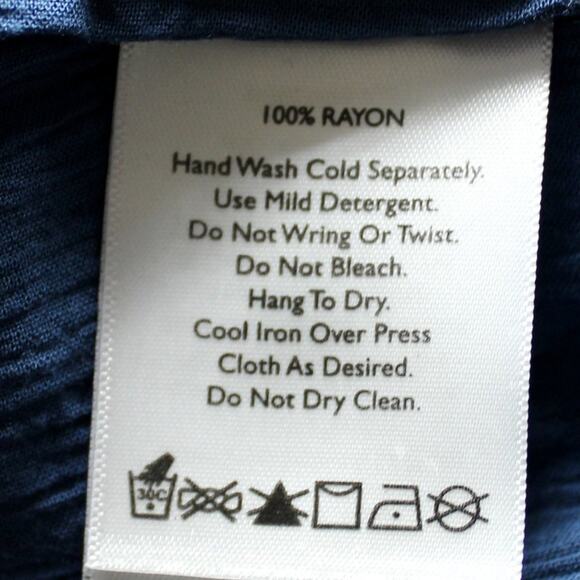 100% RAYON
Hand Wash Cold Separately.
Use Mild Detergent.
Do Not Wring Or Twist.
Do Not Bleach.
Hang To Dry.
Cool Iron Over Press
Cloth As Desired.
Do Not Dry Clean.
30C